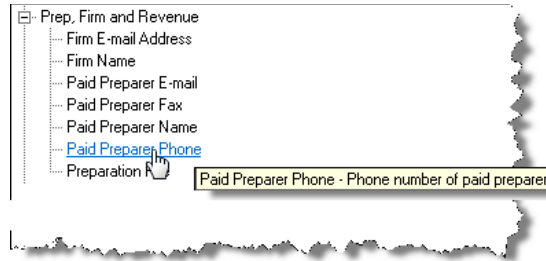 Prep, Firm and Revenue
Firm E-mail Address
Firm Name
Paid Preparer E-mail
Paid Preparer Fax
Paid Preparer Name
Paid Preparer Phone
Preparation
Paid Preparer Phone - Phone number of paid preparer